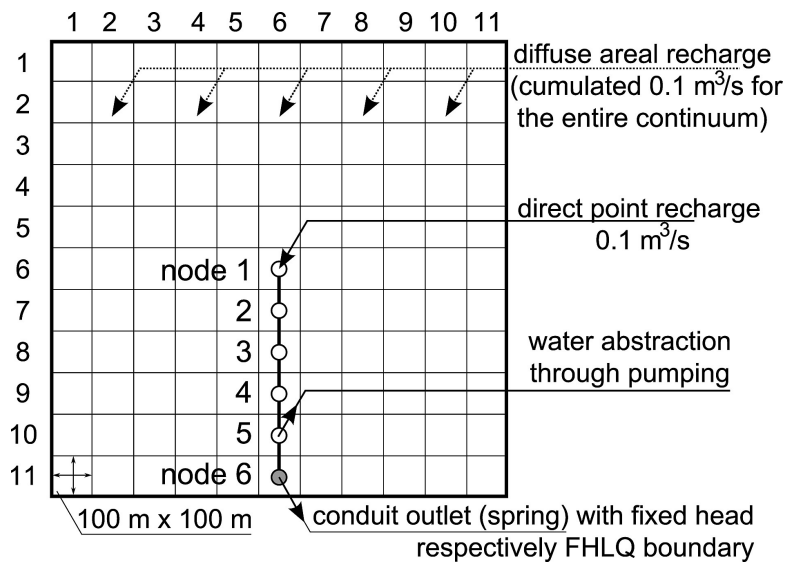 1 2 3 4 5 6 7 8 9 10 11
1
diffuse areal recharge
2
(cumulated 0.1 m³/s for
the entire continuum)
3
4
direct point recharge
5
0.1 m³/s
6 node 1
7 2
water abstraction
8 3
through pumping
9 4
10 5
11 node 6
100 m x 100 m
conduit outlet (spring) with fixed head
respectively FHLQ boundary